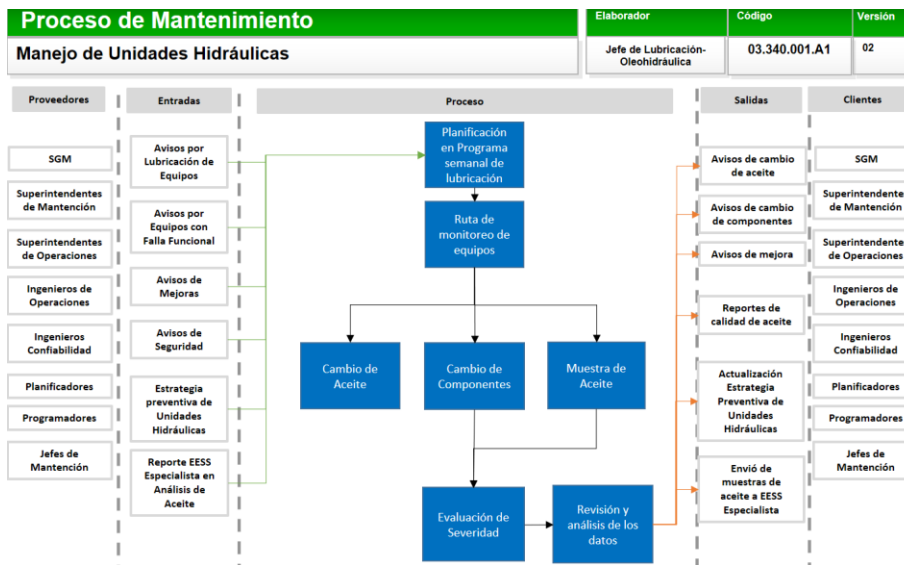 Proceso de Mantenimiento
Manejo de Unidades Hidráulicas
Elaborador
Código
Versión
Jefe de Lubricación-
Oleohidráulica
03.340.001.A1
02
Proveedores
Entradas
Proceso
Salidas
Clientes
SGM
Superintendentes
de Mantención
Superintendentes
de Operaciones
Ingenieros de
Operaciones
Ingenieros
Confiabilidad
Planificadores
Programadores
Jefes de
Mantención
Avisos por
Lubricación de
Equipos
Avisos por
Equipos con
Falla Funcional
Avisos de
Mejoras
Avisos de
Seguridad
Estrategia
preventiva de
Unidades
Hidráulicas
Reporte EESS
Especialista en
Análisis de
Aceite
Planificación
en Programa
semanal de
lubricación
Ruta de
monitoreo de
equipos
Cambio de
Aceite
Cambio de
Componentes
Muestra de
Aceite
Evaluación de
Severidad
Revisión y
análisis de los
datos
Avisos de cambio
de aceite
Avisos de cambio
de componentes
Avisos de mejora
Reportes de
calidad de aceite
Actualización
Estrategia
Preventiva de
Unidades
Hidráulicas
Envió de
muestras de
aceite a EESS
Especialista
SGM
Superintendentes
de Mantención
Superintendentes
de Operaciones
Ingenieros de
Operaciones
Ingenieros
Confiabilidad
Planificadores
Programadores
Jefes de
Mantención